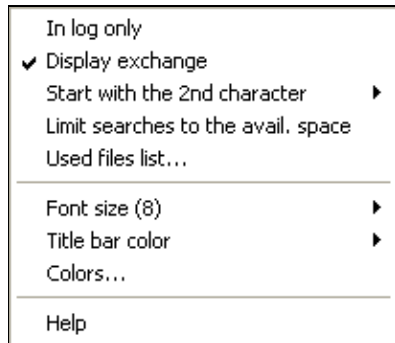 In log only
Display exchange
Start with the 2nd character
Limit searches to the avail. space
Used files list...
Font size (8)
Title bar color
Colors...
Help